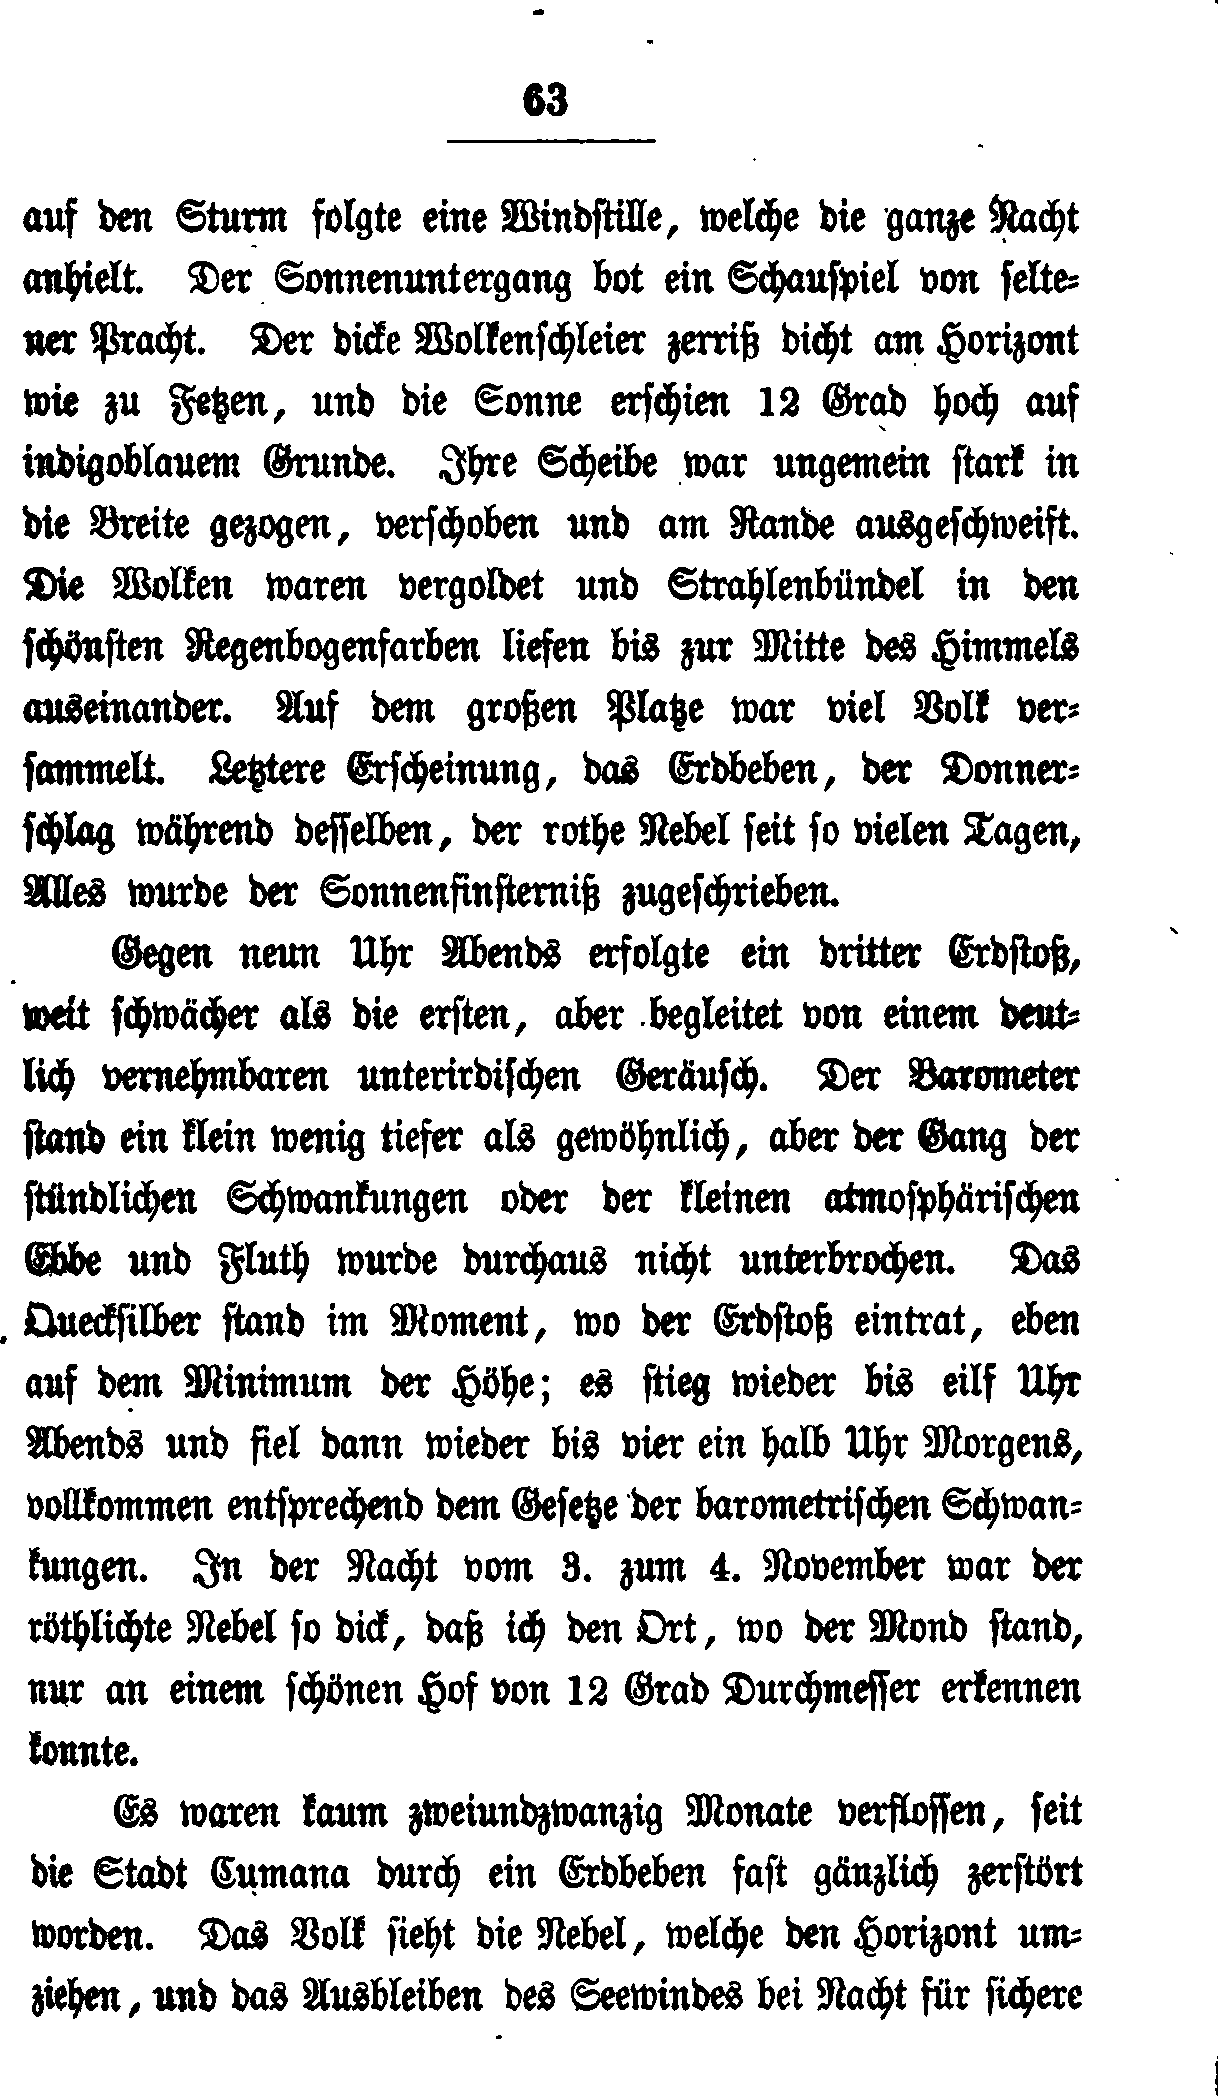 63
auf den Sturm folgte eine Windstille, welche die ganze Nacht
anhielt. Der Sonnenuntergang bot ein Schauspiel von selte-
ner Pracht. Der dicke Wolkenschleier zerriß dicht am Horizont
wie zu Fetzen, und die Sonne erschien 12 Grad hoch auf
indigoblauem Grunde. Ihre Scheibe war ungemein stark in
die Breite gezogen, verschoben und am Rande ausgeschweift.
Die Wolken waren vergoldet und Strahlenbündel in den
schönsten Regenbogenfarben liefen bis zur Mitte des Himmels
auseinander. Auf dem großen Platze war viel Volk ver-
sammelt. Letztere Erscheinung, das Erdbeben, der Donner-
schlag während desselben, der rothe Nebel seit so vielen Tagen,
Alles wurde der Sonnenfinsterniß zugeschrieben.
Gegen neun Uhr Abends erfolgte ein dritter Erdstoß,
weit schwächer als die ersten, aber begleitet von einem deut-
lich vernehmbaren unterirdischen Geräusch. Der Barometer
stand ein klein wenig tiefer als gewöhnlich, aber der Gang der
stündlichen Schwankungen oder der kleinen atmosphärischen
Ebbe und Fluth wurde durchaus nicht unterbrochen. Das
Quecksilber stand im Moment, wo der Erdstoß eintrat, eben
auf dem Minimum der Höhe; es stieg wieder bis eilf Uhr
Abends und fiel dann wieder bis vier ein halb Uhr Morgens,
vollkommen entsprechend dem Gesetze der barometrischen Schwan-
kungen. In der Nacht vom 3. zum 4. November war der
röthlichte Nebel so dick, daß ich den Ort, wo der Mond stand,
nur an einem schönen Hof von 12 Grad Durchmesser erkennen
konnte.
Es waren kaum zweiundzwanzig Monate verflossen, seit
die Stadt Cumana durch ein Erdbeben fast gänzlich zerstört
worden. Das Volk sieht die Nebel, welche den Horizont um-
ziehen, und das Ausbleiben des Seewindes bei Nacht für sichere